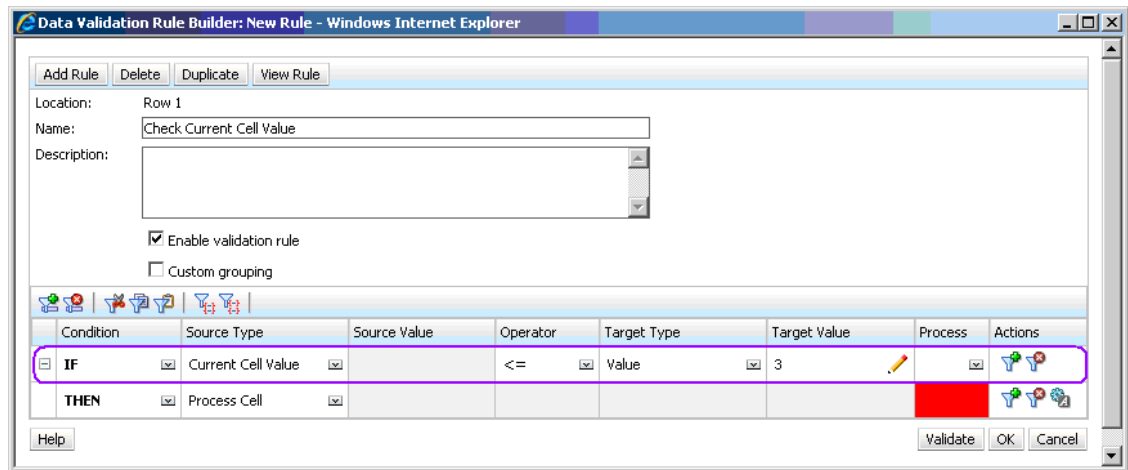 Data Validation Rule Builder: New Rule - Windows Internet Explorer
Add Rule Delete Duplicate View Rule
Location: Row 1
Name: Check Current Cell Value
Description:
Enable validation rule
Custom grouping
Condition Source Type Source Value Operator Target Type Target Value Process Actions
IF Current Cell Value <= Value 3
THEN Process Cell
Help Validate OK Cancel